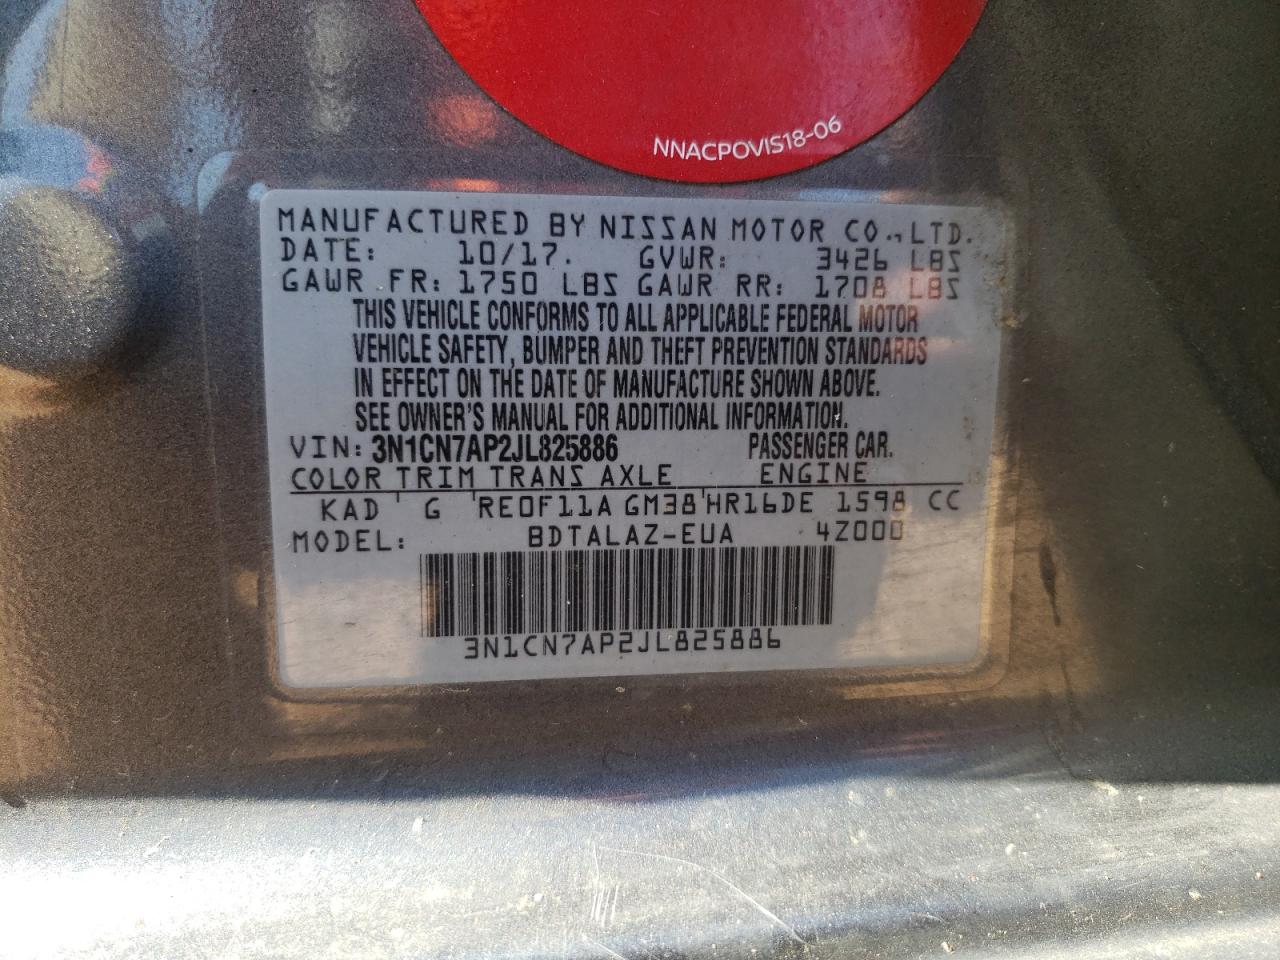 NNACPOVIS18-06
MANUFACTURED BY NISSAN MOTOR CO., LTD.
DATE: 10/17. GVWR: 3426 LBS
GAWR FR: 1750 LBS GAWR RR: 1708 LBS
THIS VEHICLE CONFORMS TO ALL APPLICABLE FEDERAL MOTOR
VEHICLE SAFETY, BUMPER AND THEFT PREVENTION STANDARDS
IN EFFECT ON THE DATE OF MANUFACTURE SHOWN ABOVE.
SEE OWNER'S MANUAL FOR ADDITIONAL INFORMATION.
VIN: 3N1CN7AP2JL825886 PASSENGER CAR.
COLOR TRIM TRANS AXLE ENGINE
KAD ' G ' RE0F11A GM38 ' HR16DE 1598 CC
MODEL: BDTALAZ-EUA 4Z000
3N1CN7AP2JL825886